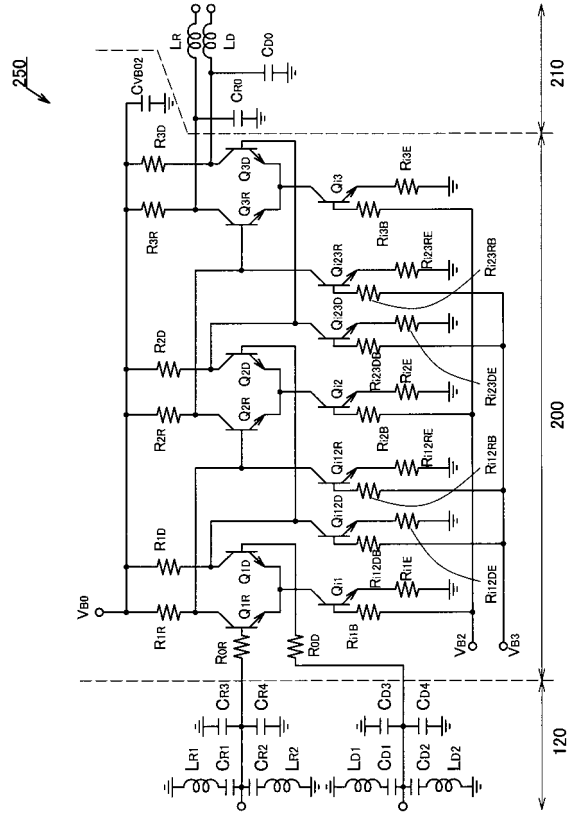 250
VB0
CVB02
R1R
R1D
R2R
R2D
R3R
R3D
LR
LD
CD0
CR0
Q1R
Q1D
Q2R
Q2D
Q3R
Q3D
R0R
R0D
Qi1
Qi12D
Qi12R
Qi2
Qi23D
Qi23R
Qi3
Ri1B
Ri1E
Ri12DB
Ri12RE
Ri2B
Ri2E
Ri23DB
Ri23RE
Ri3B
Ri3E
Ri12DE
Ri12RB
Ri23DE
Ri23RB
VB2
VB3
LR1
CR1
CR2
LR2
CR3
CR4
LD1
CD1
CD2
LD2
CD3
CD4
120
200
210